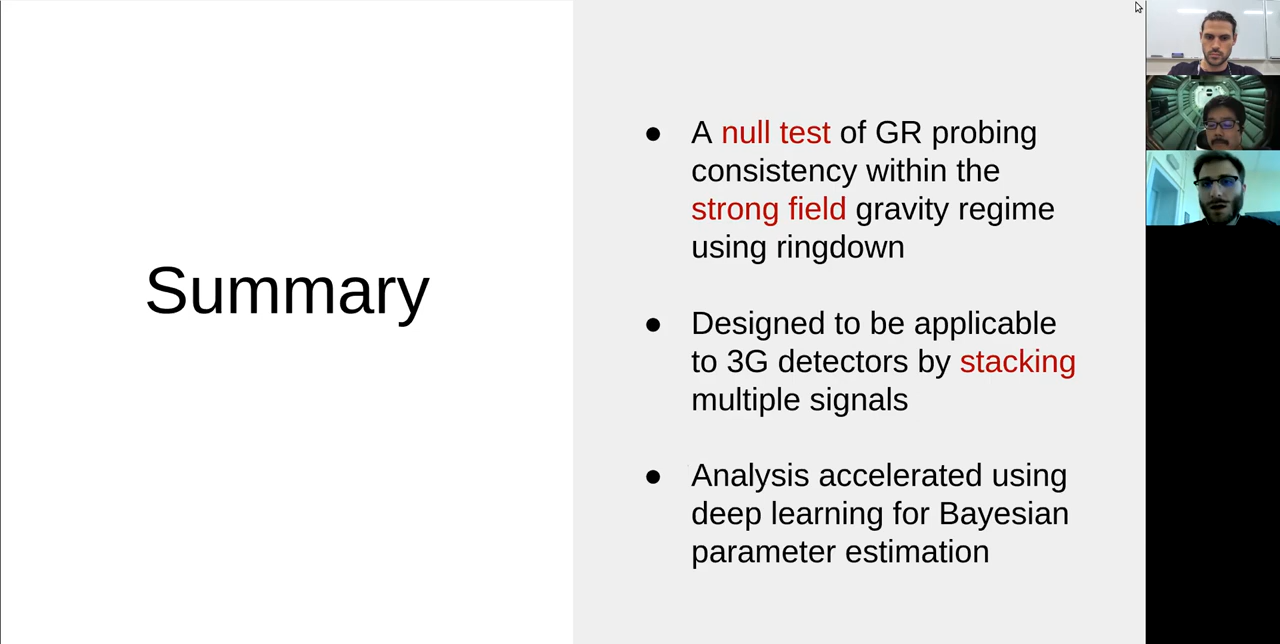 Summary
● A null test of GR probing
consistency within the
strong field gravity regime
using ringdown
● Designed to be applicable
to 3G detectors by stacking
multiple signals
● Analysis accelerated using
deep learning for Bayesian
parameter estimation